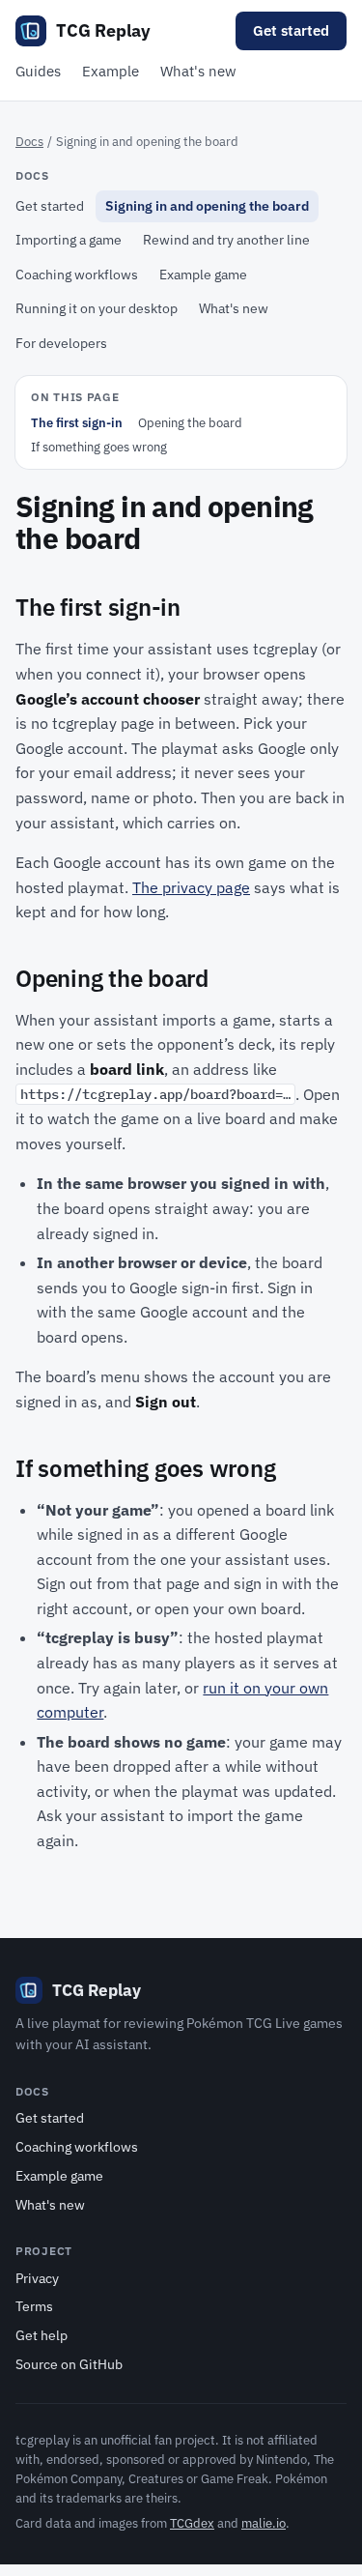 TCG Replay
Get started
Guides Example What's new
Docs / Signing in and opening the board
DOCS
Get started Signing in and opening the board
Importing a game Rewind and try another line
Coaching workflows Example game
Running it on your desktop What's new
For developers
ON THIS PAGE
The first sign-in Opening the board
If something goes wrong
Signing in and opening
the board
The first sign-in
The first time your assistant uses tcgreplay (or
when you connect it), your browser opens
Google’s account chooser straight away; there
is no tcgreplay page in between. Pick your
Google account. The playmat asks Google only
for your email address; it never sees your
password, name or photo. Then you are back in
your assistant, which carries on.
Each Google account has its own game on the
hosted playmat. The privacy page says what is
kept and for how long.
Opening the board
When your assistant imports a game, starts a
new one or sets the opponent’s deck, its reply
includes a board link, an address like
https://tcgreplay.app/board?board=…. Open
it to watch the game on a live board and make
moves yourself.
• In the same browser you signed in with,
the board opens straight away: you are
already signed in.
• In another browser or device, the board
sends you to Google sign-in first. Sign in
with the same Google account and the
board opens.
The board’s menu shows the account you are
signed in as, and Sign out.
If something goes wrong
• “Not your game”: you opened a board link
while signed in as a different Google
account from the one your assistant uses.
Sign out from that page and sign in with the
right account, or open your own board.
• “tcgreplay is busy”: the hosted playmat
already has as many players as it serves at
once. Try again later, or run it on your own
computer.
• The board shows no game: your game may
have been dropped after a while without
activity, or when the playmat was updated.
Ask your assistant to import the game
again.
TCG Replay
A live playmat for reviewing Pokémon TCG Live games
with your AI assistant.
DOCS
Get started
Coaching workflows
Example game
What's new
PROJECT
Privacy
Terms
Get help
Source on GitHub
tcgreplay is an unofficial fan project. It is not affiliated
with, endorsed, sponsored or approved by Nintendo, The
Pokémon Company, Creatures or Game Freak. Pokémon
and its trademarks are theirs.
Card data and images from TCGdex and malie.io.